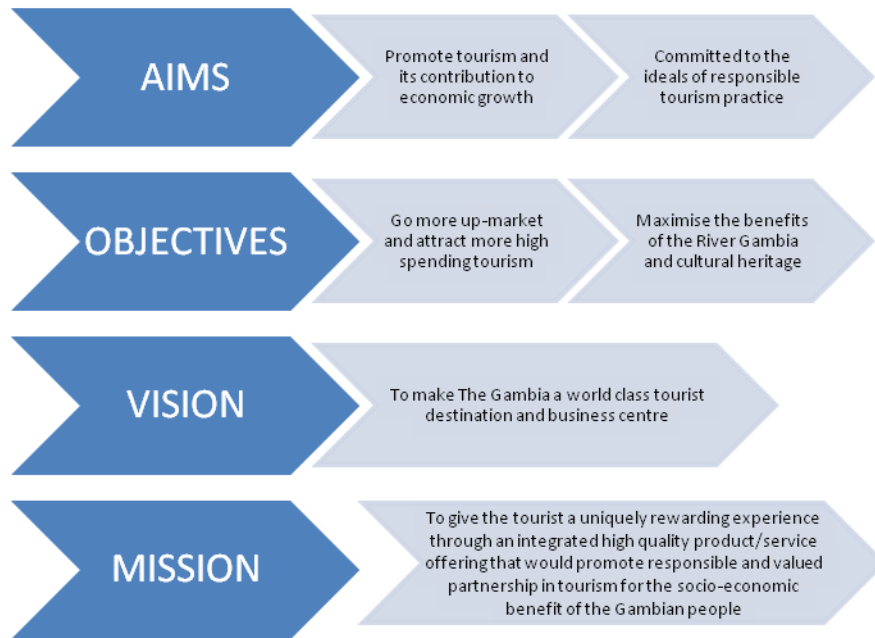 AIMS
Promote tourism and
its contribution to
economic growth
Committed to the
ideals of responsible
tourism practice
OBJECTIVES
Go more up-market
and attract more high
spending tourism
Maximise the benefits
of the River Gambia
and cultural heritage
VISION
To make The Gambia a world class tourist
destination and business centre
MISSION
To give the tourist a uniquely rewarding experience
through an integrated high quality product/service
offering that would promote responsible and valued
partnership in tourism for the socio-economic
benefit of the Gambian people